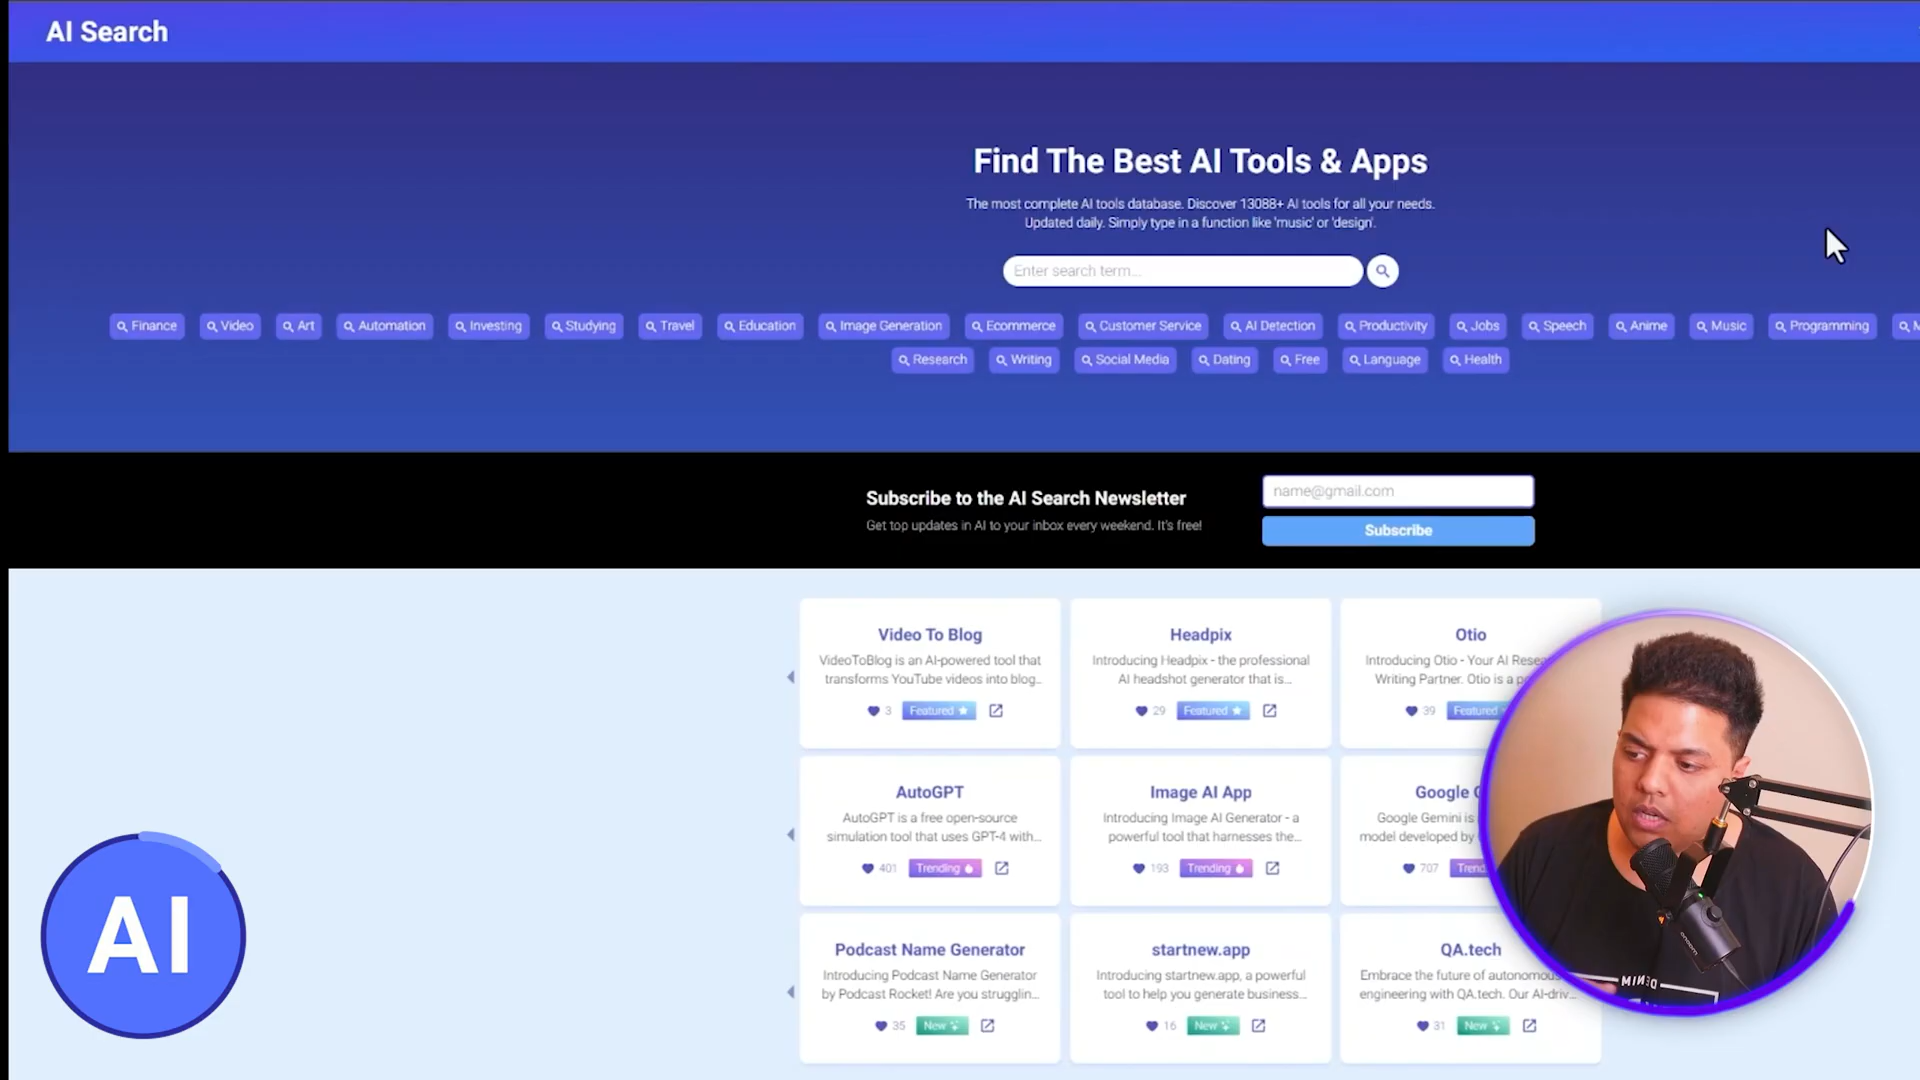 AI Search
Find The Best AI Tools & Apps
The most complete AI tools database. Discover 13088+ AI tools for all your needs.
Updated daily. Simply type in a function like 'music' or 'design'.
Enter search term...
Finance Video Art Automation Investing Studying Travel Education Image Generation Ecommerce Customer Service AI Detection Productivity Jobs Speech Anime Music Programming M
Research Writing Social Media Dating Free Language Health
Subscribe to the AI Search Newsletter
Get top updates in AI to your inbox every weekend. It's free!
name@gmail.com
Subscribe
Video To Blog
VideoToBlog is an AI-powered tool that
transforms YouTube videos into blog...
3 Featured
Headpix
Introducing Headpix - the professional
AI headshot generator that is...
29 Featured
Otio
Introducing Otio - Your AI
Writing Partner. Otio is a
39 Featured
AutoGPT
AutoGPT is a free open-source
simulation tool that uses GPT-4 with...
401 Trending
Image AI App
Introducing Image AI Generator - a
powerful tool that harnesses the...
193 Trending
Google
Google Gemini is
model developed by
707 Trend
Podcast Name Generator
Introducing Podcast Name Generator
by Podcast Rocket! Are you strugglin...
35 New
startnew.app
Introducing startnew.app, a powerful
tool to help you generate business...
16 New
QA.tech
Embrace the future of autonomous
engineering with QA.tech. Our AI-driv...
31 New
AI
DENIM